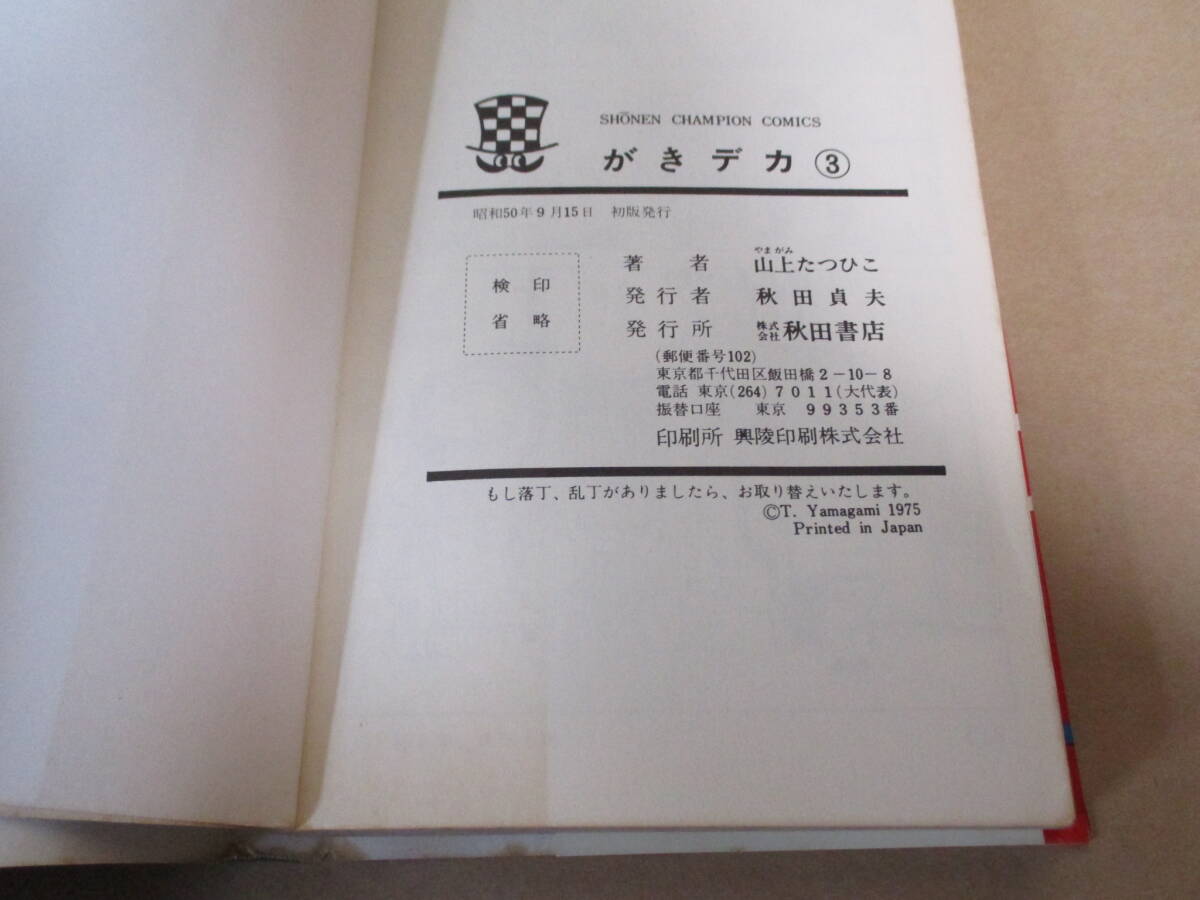 SHŌNEN CHAMPION COMICS
がきデカ③
昭和50年9月15日 初版発行
検印
省略
やまがみ
著者 山上たつひこ
発行者 秋田貞夫
発行所 株式会社秋田書店
(郵便番号102)
東京都千代田区飯田橋2-10-8
電話 東京(264)7011(大代表)
振替口座 東京 99353番
印刷所 興陵印刷株式会社
もし落丁、乱丁がありましたら、お取り替えいたします。
©T. Yamagami 1975
Printed in Japan